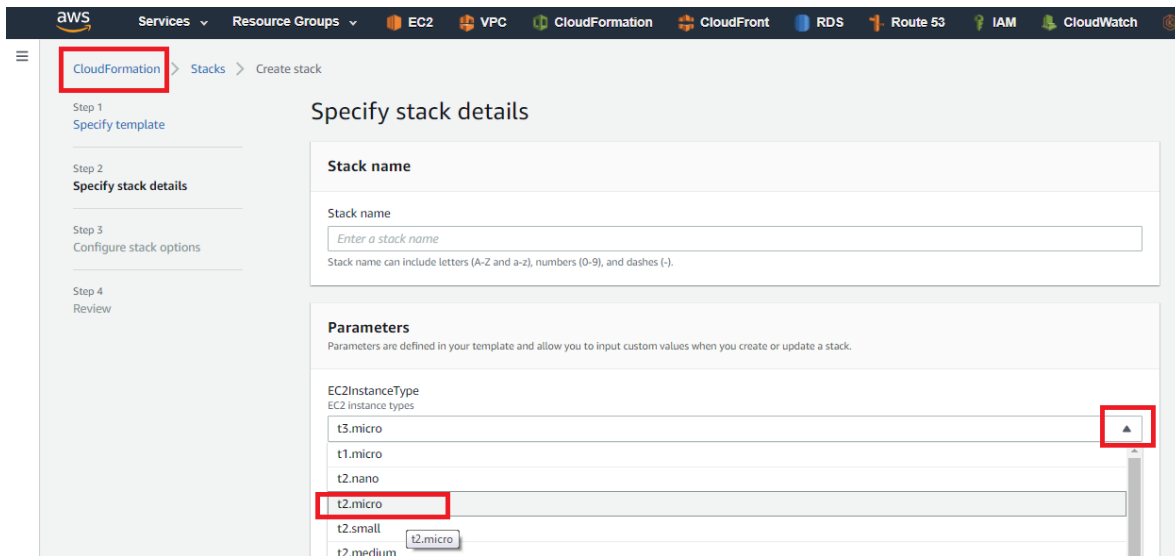 aws Services Resource Groups EC2 VPC CloudFormation CloudFront RDS Route 53 IAM CloudWatch
CloudFormation > Stacks > Create stack
Step 1
Specify template
Step 2
Specify stack details
Step 3
Configure stack options
Step 4
Review
Specify stack details
Stack name
Stack name
Enter a stack name
Stack name can include letters (A-Z and a-z), numbers (0-9), and dashes (-).
Parameters
Parameters are defined in your template and allow you to input custom values when you create or update a stack.
EC2InstanceType
EC2 instance types
t3.micro
t1.micro
t2.nano
t2.micro
t2.small
t2.micro
t2.medium